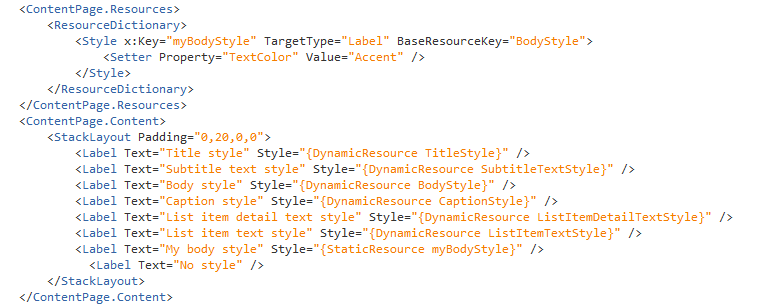 <ContentPage.Resources>
<ResourceDictionary>
<Style x:Key="myBodyStyle" TargetType="Label" BaseResourceKey="BodyStyle">
<Setter Property="TextColor" Value="Accent" />
</Style>
</ResourceDictionary>
</ContentPage.Resources>
<ContentPage.Content>
<StackLayout Padding="0,20,0,0">
<Label Text="Title style" Style="{DynamicResource TitleStyle}" />
<Label Text="Subtitle text style" Style="{DynamicResource SubtitleTextStyle}" />
<Label Text="Body style" Style="{DynamicResource BodyStyle}" />
<Label Text="Caption style" Style="{DynamicResource CaptionStyle}" />
<Label Text="List item detail text style" Style="{DynamicResource ListItemDetailTextStyle}" />
<Label Text="List item text style" Style="{DynamicResource ListItemTextStyle}" />
<Label Text="My body style" Style="{StaticResource myBodyStyle}" />
<Label Text="No style" />
</StackLayout>
</ContentPage.Content>